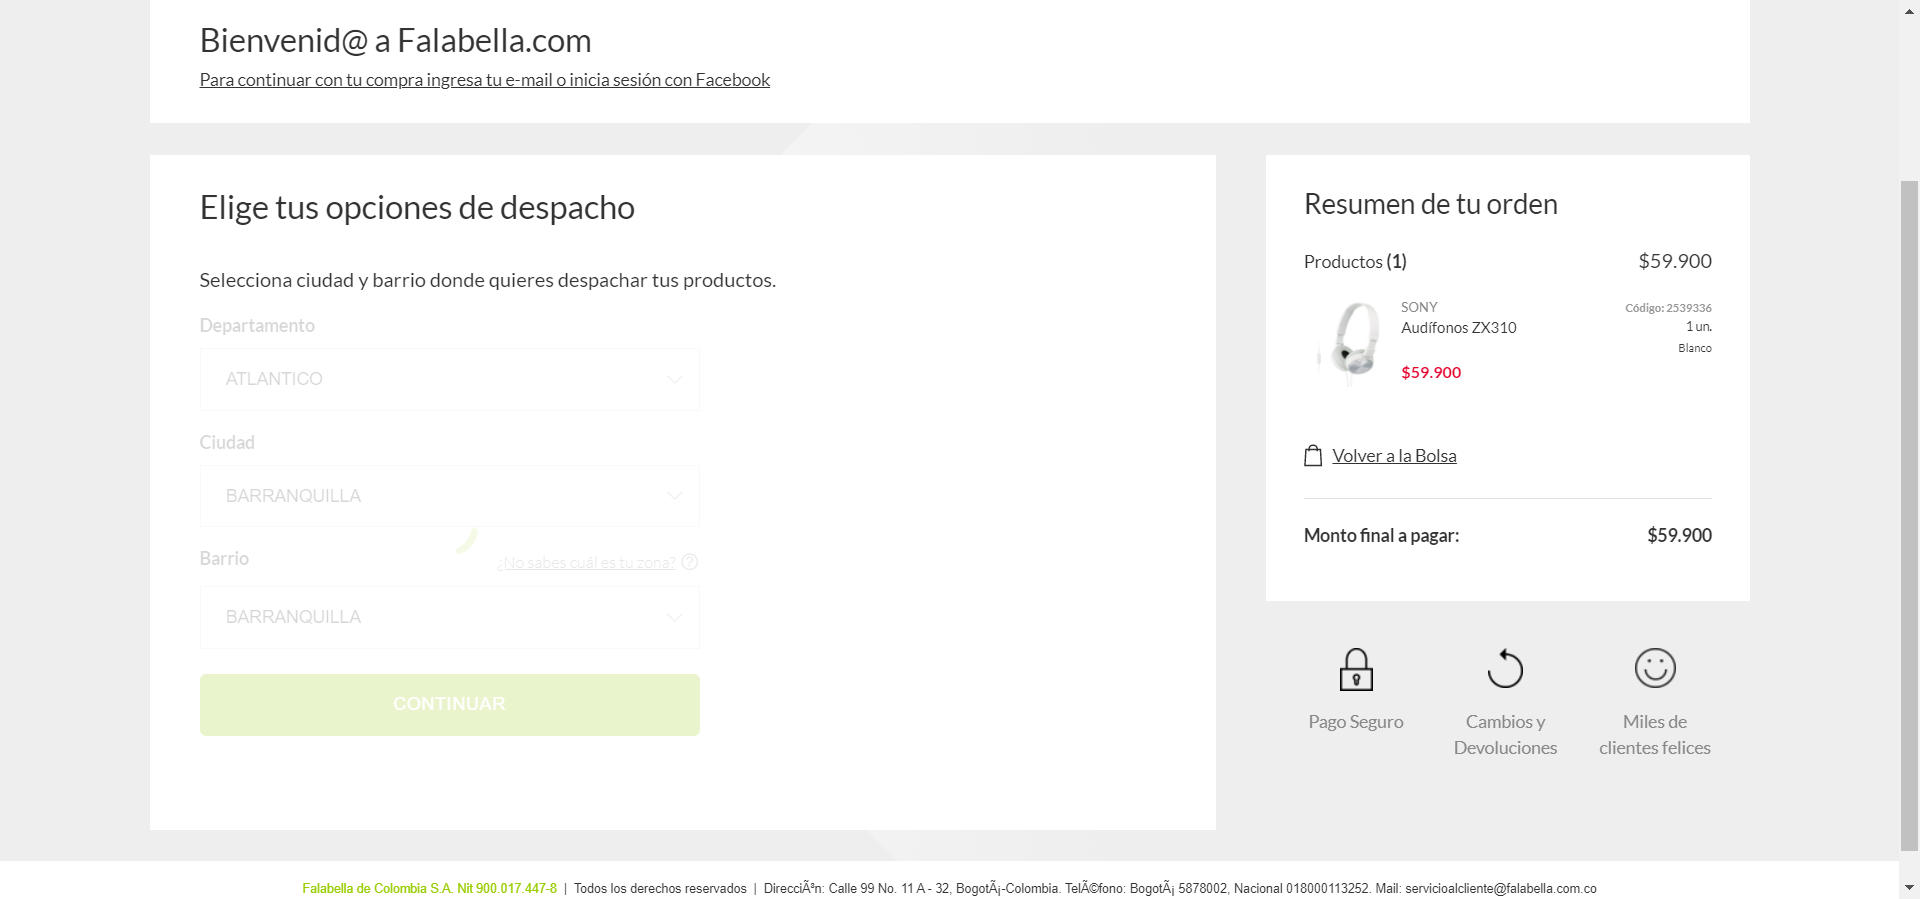 Bienvenid@ a Falabella.com
Para continuar con tu compra ingresa tu e-mail o inicia sesión con Facebook
Elige tus opciones de despacho
Selecciona ciudad y barrio donde quieres despachar tus productos.
Departamento
ATLANTICO
Ciudad
BARRANQUILLA
Barrio
¿No sabes cuál es tu zona? ?
BARRANQUILLA
CONTINUAR
Resumen de tu orden
Productos (1) $59.900
SONY Código: 2539336
Audífonos ZX310 1 un.
Blanco
$59.900
Volver a la Bolsa
Monto final a pagar: $59.900
Pago Seguro
Cambios y
Devoluciones
Miles de
clientes felices
Falabella de Colombia S.A. Nit 900.017.447-8 | Todos los derechos reservados | DirecciÃ³n: Calle 99 No. 11 A - 32, BogotÃ¡-Colombia. TelÃ©fono: BogotÃ¡ 5878002, Nacional 018000113252. Mail: servicioalcliente@falabella.com.co